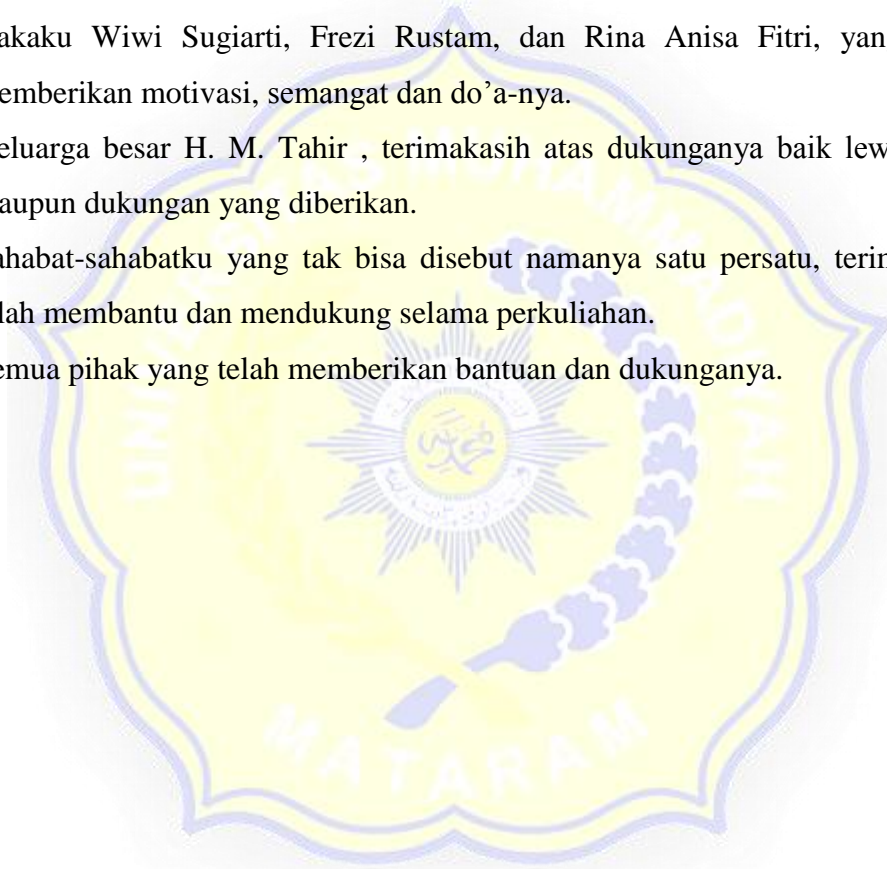 akaku Wiwi Sugiarti, Frezi Rustam, dan Rina Anisa Fitri, yan
emberikan motivasi, semangat dan do’a-nya.
eluarga besar H. M. Tahir , terimakasih atas dukunganya baik lew
aupun dukungan yang diberikan.
ahabat-sahabatku yang tak bisa disebut namanya satu persatu, terin
lah membantu dan mendukung selama perkuliahan.
emua pihak yang telah memberikan bantuan dan dukunganya.
UNIVERSITAS MUHAMMADIYAH
MATARAM